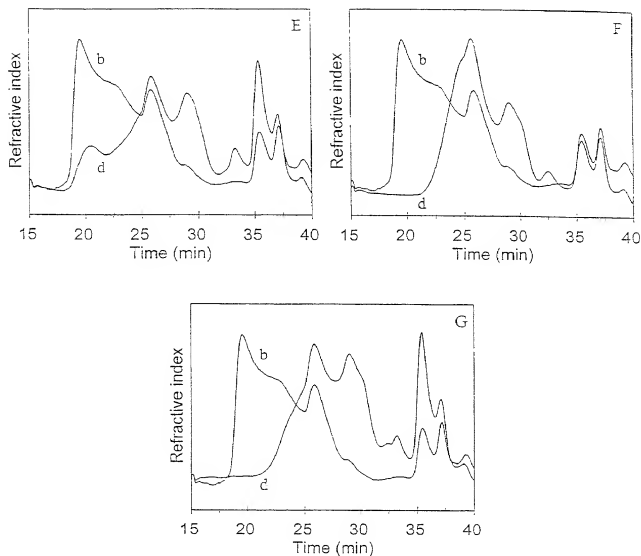 E
b
d
Refractive index
15 20 25 30 35 40
Time (min)
F
b
d
Refractive index
15 20 25 30 35 40
Time (min)
G
b
d
Refractive index
15 20 25 30 35 40
Time (min)